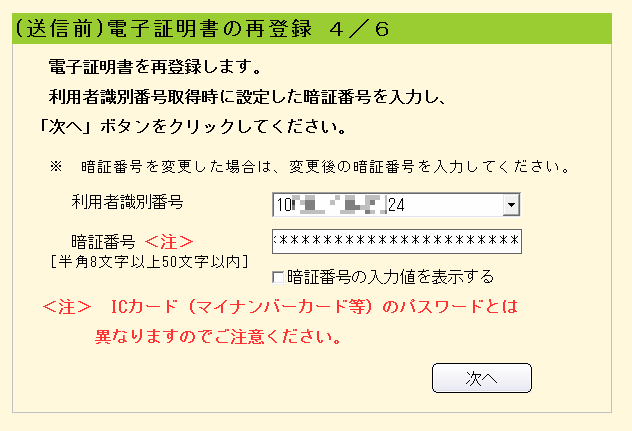 (送信前)電子証明書の再登録 ４／６
電子証明書を再登録します。
利用者識別番号取得時に設定した暗証番号を入力し、
「次へ」ボタンをクリックしてください。
※ 暗証番号を変更した場合は、変更後の暗証番号を入力してください。
利用者識別番号 10 24
暗証番号 ＜注＞ **********************
[半角8文字以上50文字以内]
暗証番号の入力値を表示する
＜注＞ ICカード（マイナンバーカード等）のパスワードとは
異なりますのでご注意ください。
次へ